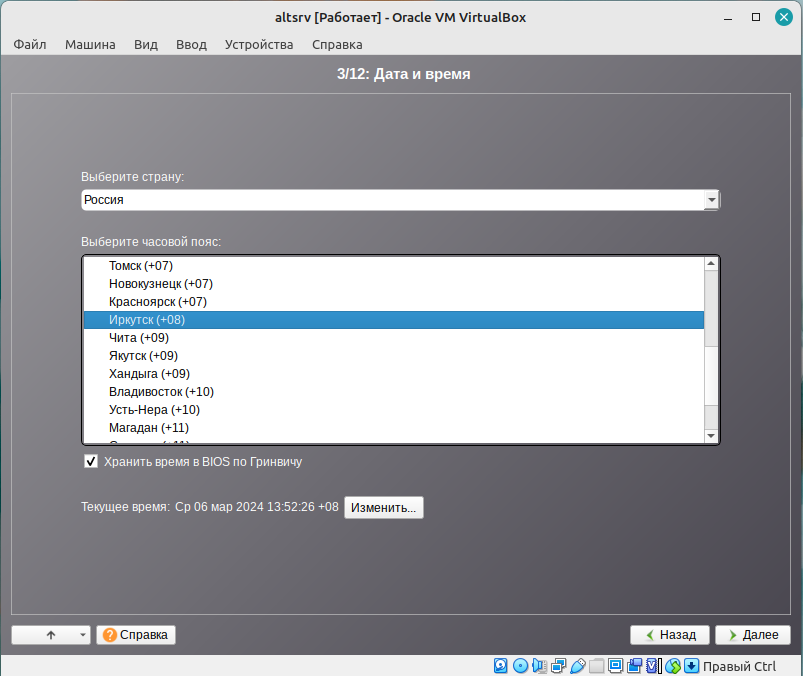 altsrv [Работает] - Oracle VM VirtualBox
Файл Машина Вид Ввод Устройства Справка
3/12: Дата и время
Выберите страну:
Россия
Выберите часовой пояс:
Томск (+07)
Новокузнецк (+07)
Красноярск (+07)
Иркутск (+08)
Чита (+09)
Якутск (+09)
Хандыга (+09)
Владивосток (+10)
Усть-Нера (+10)
Магадан (+11)
Хранить время в BIOS по Гринвичу
Текущее время: Ср 06 мар 2024 13:52:26 +08 Изменить...
Справка Назад Далее
Правый Ctrl